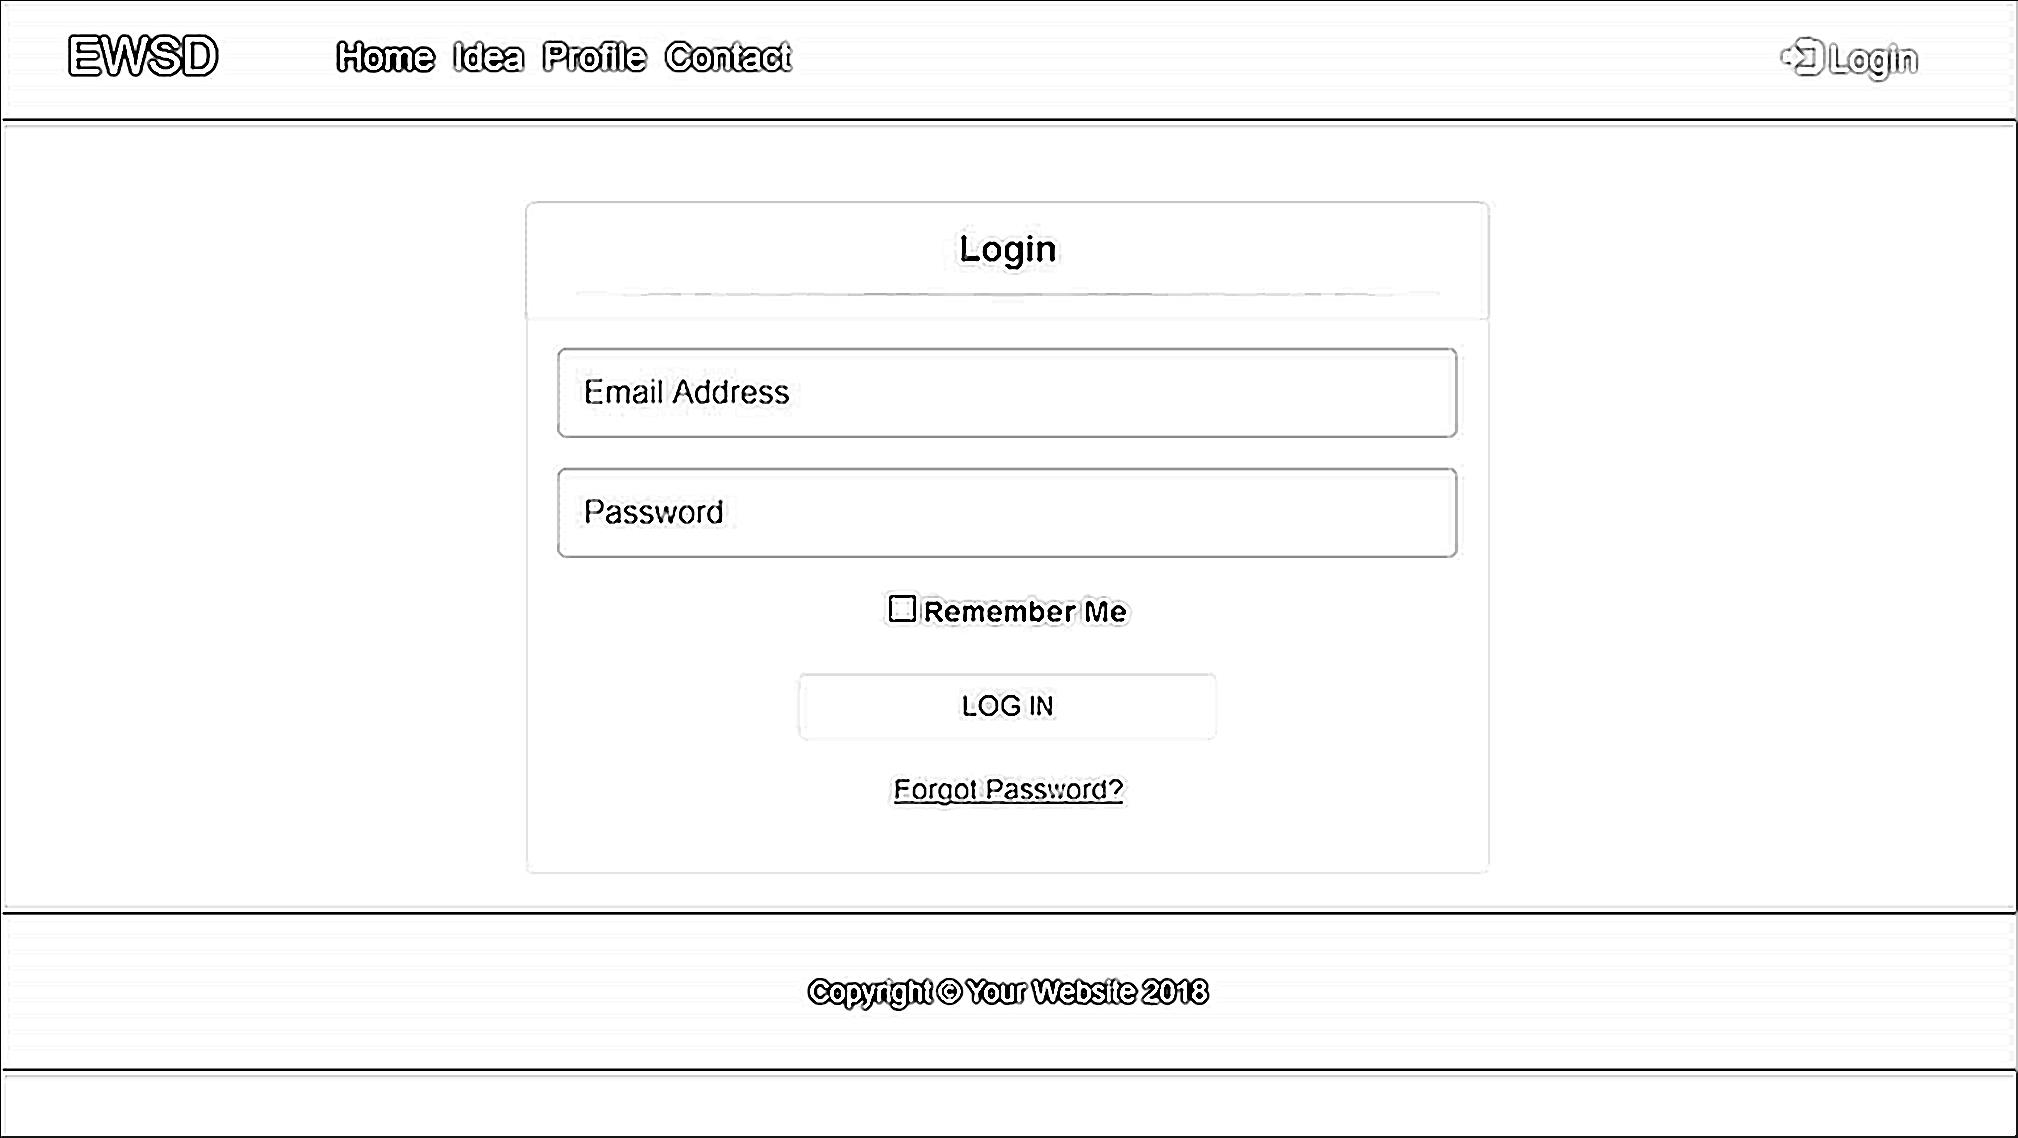 EWSD Home Idea Profile Contact Login
Login
Email Address
Password
Remember Me
LOG IN
Forgot Password?
Copyright © Your Website 2018